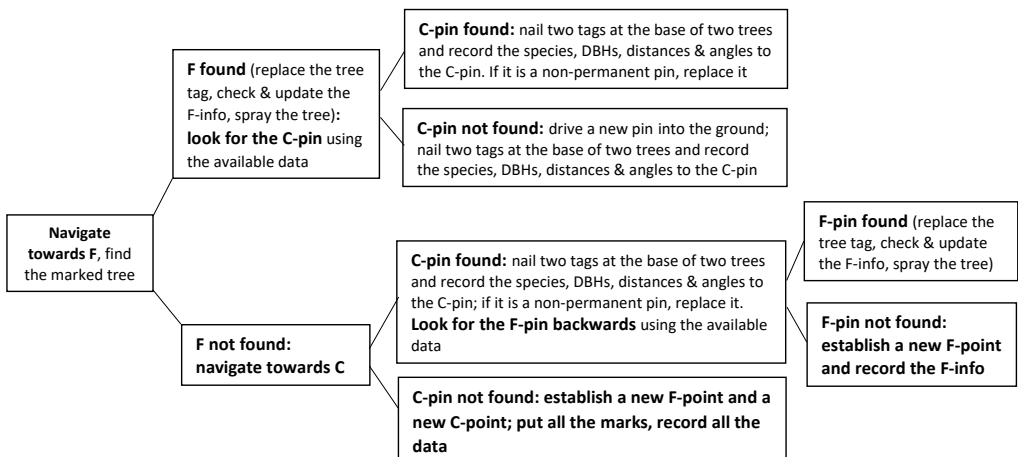 C-pin found: nail two tags at the base of two trees
and record the species, DBHs, distances & angles to
the C-pin. If it is a non-permanent pin, replace it
F found (replace the tree
tag, check & update the
F-info, spray the tree):
look for the C-pin using
the available data
C-pin not found: drive a new pin into the ground;
nail two tags at the base of two trees and record
the species, DBHs, distances & angles to the C-pin
Navigate
towards F, find
the marked tree
F-pin found (replace the
tree tag, check & update
the F-info, spray the tree)
C-pin found: nail two tags at the base of two trees
and record the species, DBHs, distances & angles to
the C-pin; if it is a non-permanent pin, replace it.
Look for the F-pin backwards using the available
data
F-pin not found:
establish a new F-point
and record the F-info
F not found:
navigate towards C
C-pin not found: establish a new F-point and a
new C-point; put all the marks, record all the
data